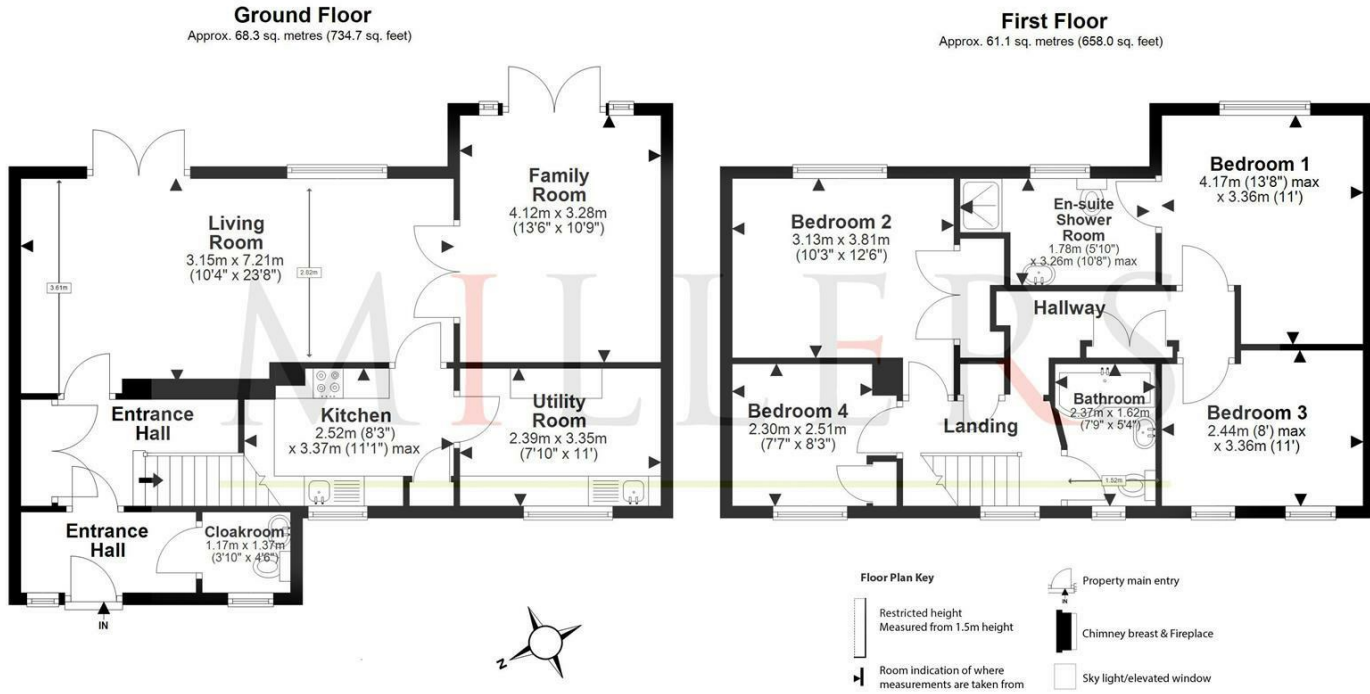 Ground Floor
Approx. 68.3 sq. metres (734.7 sq. feet)
Family
Room
4.12m x 3.28m
(13'6" x 10'9")
Living
Room
3.15m x 7.21m
(10'4" x 23'8")
2.62m
3.61m
Entrance
Hall
Kitchen
2.52m (8'3")
x 3.37m (11'1") max
Utility
Room
2.39m x 3.35m
(7'10" x 11')
Entrance
Hall
Cloakroom
1.17m x 1.37m
(3'10" x 4'6")
IN
First Floor
Approx. 61.1 sq. metres (658.0 sq. feet)
Bedroom 1
4.17m (13'8") max
x 3.36m (11')
Bedroom 2
3.13m x 3.81m
(10'3" x 12'6")
En-suite
Shower
Room
1.78m (5'10")
x 3.26m (10'8") max
Hallway
Bedroom 4
2.30m x 2.51m
(7'7" x 8'3")
Landing
Bathroom
2.37m x 1.62m
(7'9" x 5'4")
1.52m
Bedroom 3
2.44m (8') max
x 3.36m (11')
MILLERS
N
Floor Plan Key
Restricted height
Measured from 1.5m height
Room indication of where
measurements are taken from
Property main entry
IN
Chimney breast & Fireplace
Sky light/elevated window